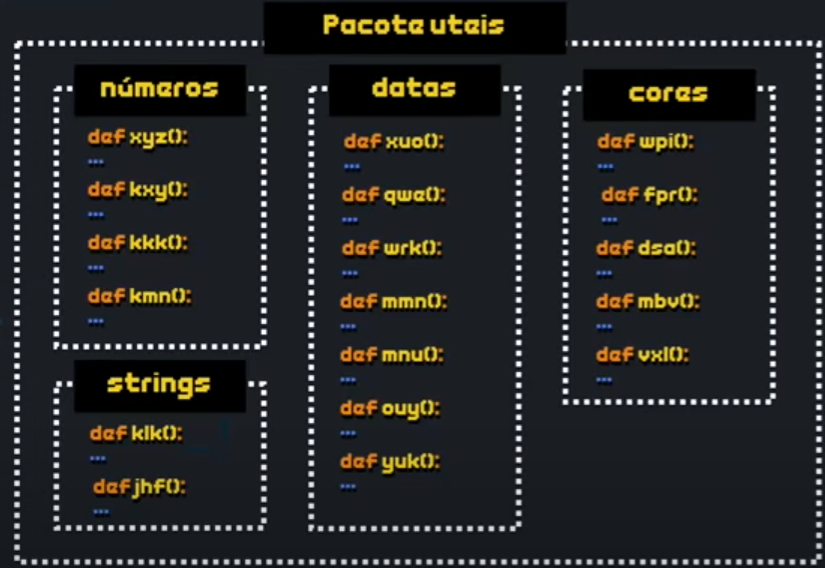 Pacote uteis
números
def xyz():
...
def kxy():
...
def kkk():
...
def kmn():
...
strings
def klk():
...
def jhf():
...
datas
def xuo():
...
def qwe():
...
def wrk():
...
def mmn():
...
def mnu():
...
def ouy():
...
def yuk():
...
cores
def wpi():
...
def fpr():
...
def dsa():
...
def mbv():
...
def vxl():
...